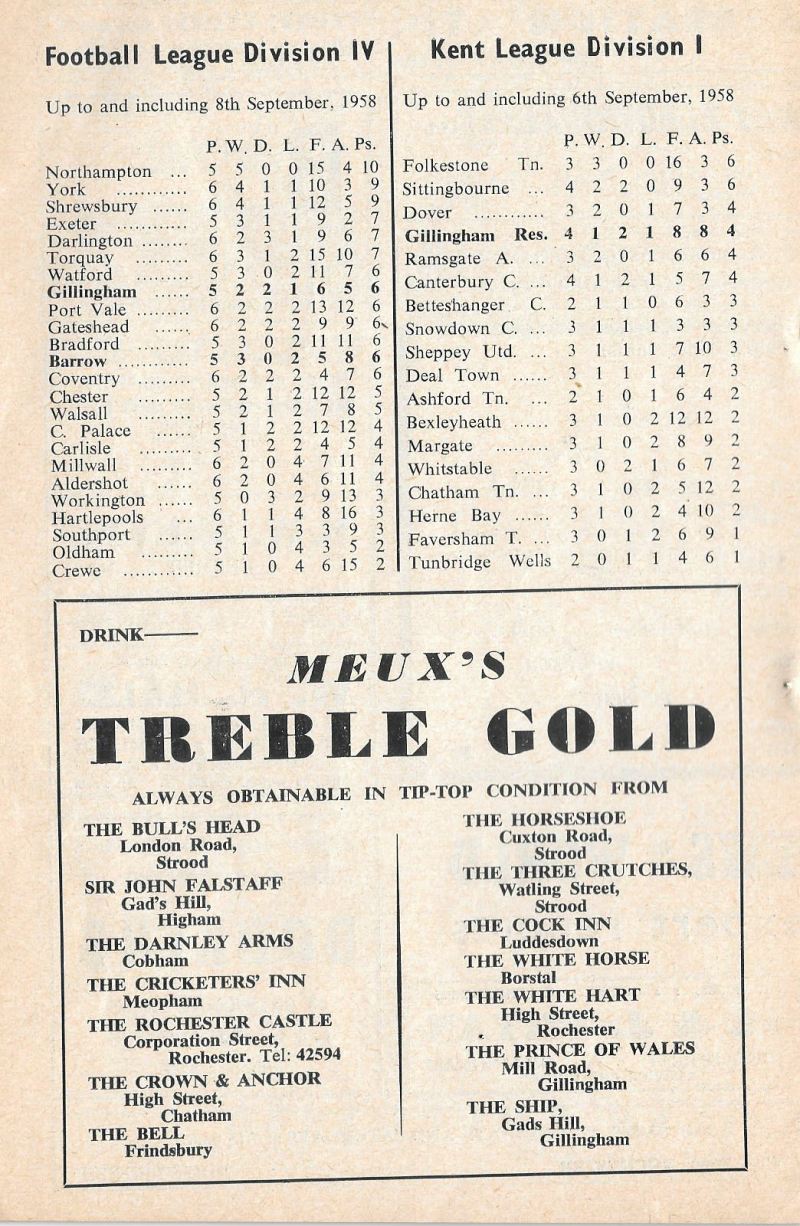 Football League Division IV
Up to and including 8th September, 1958
P. W. D. L. F. A. Ps.
Northampton ... 5 5 0 0 15 4 10
York ............ 6 4 1 1 10 3 9
Shrewsbury ...... 6 4 1 1 12 5 9
Exeter ............ 5 3 1 1 9 2 7
Darlington ........ 6 2 3 1 9 6 7
Torquay ......... 6 3 1 2 15 10 7
Watford ......... 5 3 0 2 11 7 6
Gillingham ...... 5 2 2 1 6 5 6
Port Vale ......... 6 2 2 2 13 12 6
Gateshead ...... 6 2 2 2 9 9 6
Bradford ......... 5 3 0 2 11 11 6
Barrow ............ 5 3 0 2 5 8 6
Coventry ......... 6 2 2 2 4 7 6
Chester ......... 5 2 1 2 12 12 5
Walsall ......... 5 2 1 2 7 8 5
C. Palace ...... 5 1 2 2 12 12 4
Carlisle ......... 5 1 2 2 4 5 4
Millwall ......... 6 2 0 4 7 11 4
Aldershot ...... 6 2 0 4 6 11 4
Workington ...... 5 0 3 2 9 13 3
Hartlepools ... 6 1 1 4 8 16 3
Southport ...... 5 1 1 3 3 9 3
Oldham ......... 5 1 0 4 3 5 2
Crewe ............ 5 1 0 4 6 15 2
Kent League Division I
Up to and including 6th September, 1958
P. W. D. L. F. A. Ps.
Folkestone Tn. 3 3 0 0 16 3 6
Sittingbourne ... 4 2 2 0 9 3 6
Dover ............ 3 2 0 1 7 3 4
Gillingham Res. 4 1 2 1 8 8 4
Ramsgate A. ... 3 2 0 1 6 6 4
Canterbury C. ... 4 1 2 1 5 7 4
Betteshanger C. 2 1 1 0 6 3 3
Snowdown C. ... 3 1 1 1 3 3 3
Sheppey Utd. ... 3 1 1 1 7 10 3
Deal Town ...... 3 1 1 1 4 7 3
Ashford Tn. ... 2 1 0 1 6 4 2
Bexleyheath ...... 3 1 0 2 12 12 2
Margate ......... 3 1 0 2 8 9 2
Whitstable ...... 3 0 2 1 6 7 2
Chatham Tn. ... 3 1 0 2 5 12 2
Herne Bay ...... 3 1 0 2 4 10 2
Faversham T. ... 3 0 1 2 6 9 1
Tunbridge Wells 2 0 1 1 4 6 1
DRINK——
MEUX'S
TREBLE GOLD
ALWAYS OBTAINABLE IN TIP-TOP CONDITION FROM
THE BULL'S HEAD
London Road,
Strood
SIR JOHN FALSTAFF
Gad's Hill,
Higham
THE DARNLEY ARMS
Cobham
THE CRICKETERS' INN
Meopham
THE ROCHESTER CASTLE
Corporation Street,
Rochester. Tel: 42594
THE CROWN & ANCHOR
High Street,
Chatham
THE BELL
Frindsbury
THE HORSESHOE
Cuxton Road,
Strood
THE THREE CRUTCHES,
Watling Street,
Strood
THE COCK INN
Luddesdown
THE WHITE HORSE
Borstal
THE WHITE HART
High Street,
Rochester
THE PRINCE OF WALES
Mill Road,
Gillingham
THE SHIP,
Gads Hill,
Gillingham